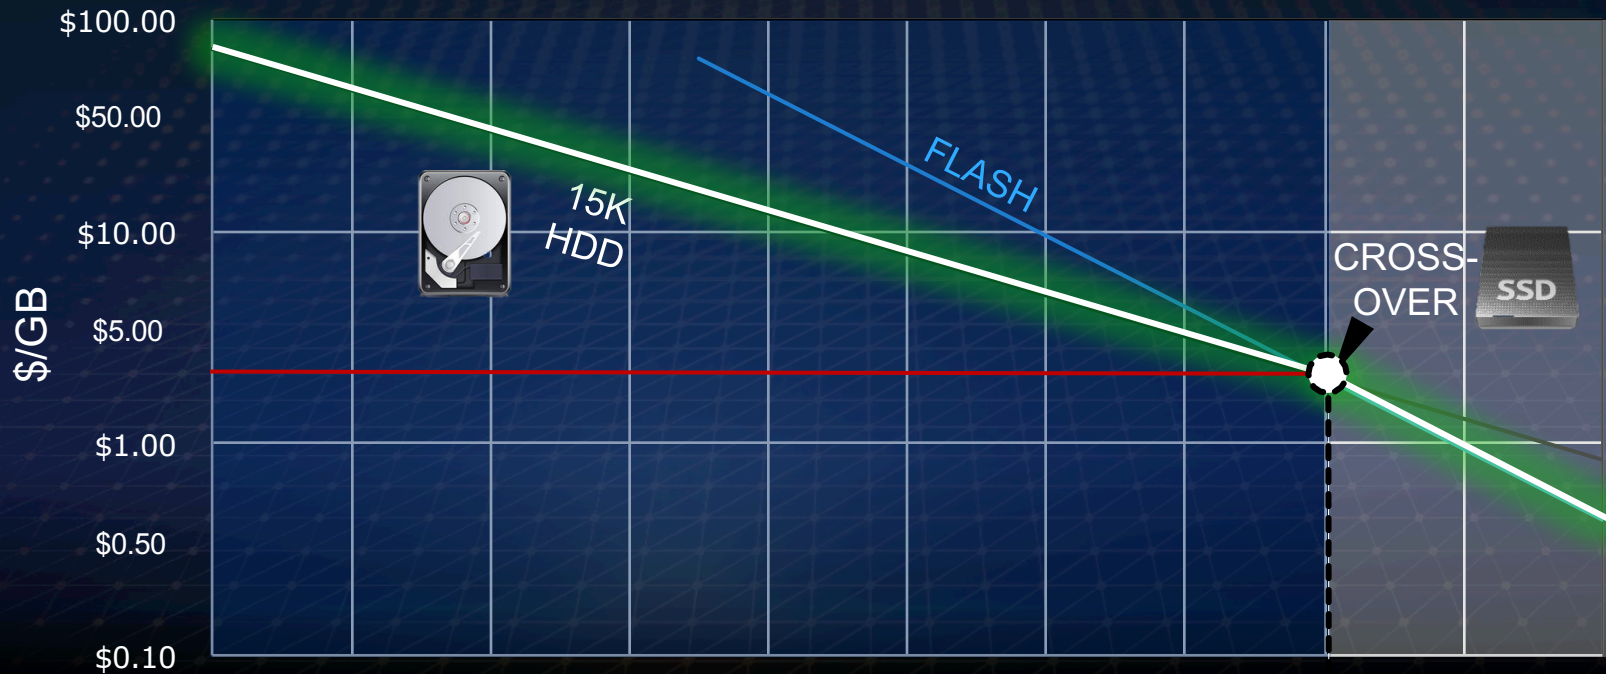 $100.00
$50.00
FLASH
15K
HDD
$10.00
CROSS-
OVER
SSD
$/GB
$5.00
$1.00
$0.50
$0.10